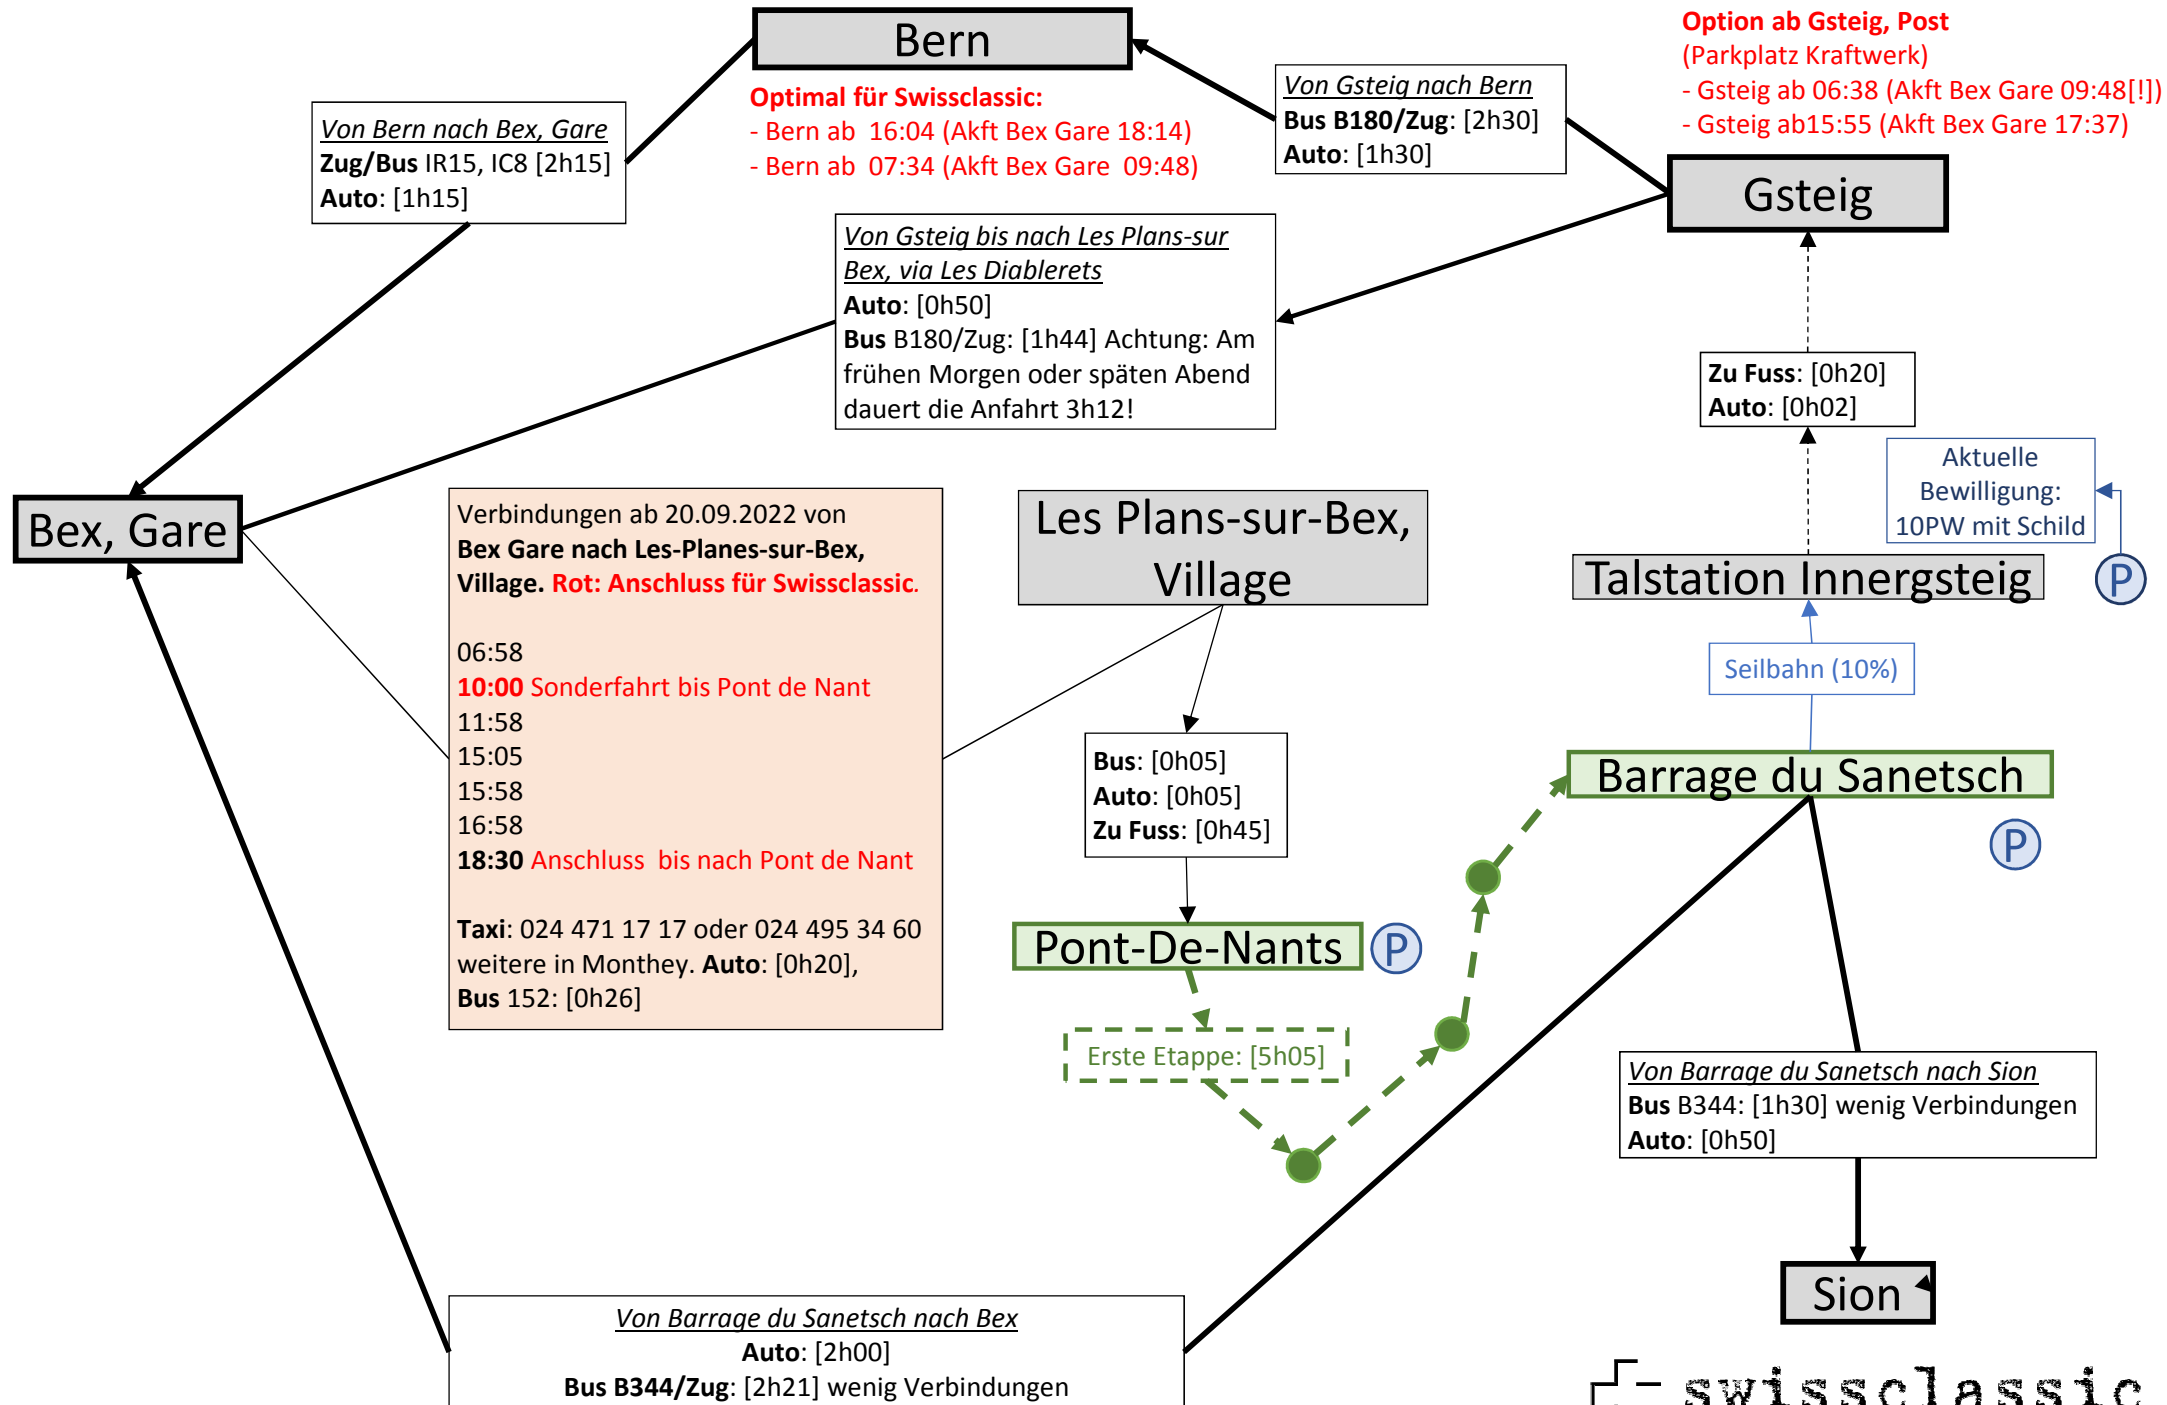 Bern
Optimal für Swissclassic:
- Bern ab  16:04 (Akft Bex Gare 18:14)
- Bern ab  07:34 (Akft Bex Gare  09:48)
Option ab Gsteig, Post
(Parkplatz Kraftwerk)
- Gsteig ab 06:38 (Akft Bex Gare 09:48[!])
- Gsteig ab15:55 (Akft Bex Gare 17:37)
Von Gsteig nach Bern
Bus B180/Zug: [2h30]
Auto: [1h30]
Von Bern nach Bex, Gare
Zug/Bus IR15, IC8 [2h15]
Auto: [1h15]
Gsteig
Von Gsteig bis nach Les Plans-sur
Bex, via Les Diablerets
Auto: [0h50]
Bus B180/Zug: [1h44] Achtung: Am
frühen Morgen oder späten Abend
dauert die Anfahrt 3h12!
Zu Fuss: [0h20]
Auto: [0h02]
Aktuelle
Bewilligung:
10PW mit Schild
Bex, Gare
Verbindungen ab 20.09.2022 von
Bex Gare nach Les-Planes-sur-Bex,
Village. Rot: Anschluss für Swissclassic.
06:58
10:00 Sonderfahrt bis Pont de Nant
11:58
15:05
15:58
16:58
18:30 Anschluss  bis nach Pont de Nant
Taxi: 024 471 17 17 oder 024 495 34 60
weitere in Monthey. Auto: [0h20],
Bus 152: [0h26]
Les Plans-sur-Bex,
Village
Talstation Innergsteig
P
Seilbahn (10%)
Bus: [0h05]
Auto: [0h05]
Zu Fuss: [0h45]
Barrage du Sanetsch
P
Pont-De-Nants
P
Erste Etappe: [5h05]
Von Barrage du Sanetsch nach Sion
Bus B344: [1h30] wenig Verbindungen
Auto: [0h50]
Sion
Von Barrage du Sanetsch nach Bex
Auto: [2h00]
Bus B344/Zug: [2h21] wenig Verbindungen
swissclassic